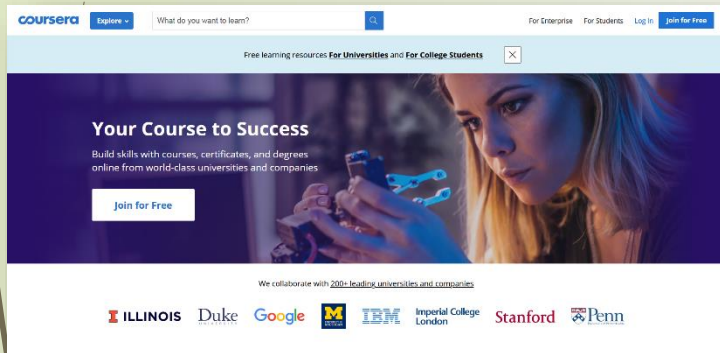 coursera Explore What do you want to learn? For Enterprise For Students Log In Join for Free
Free learning resources For Universities and For College Students
Your Course to Success
Build skills with courses, certificates, and degrees
online from world-class universities and companies
Join for Free
We collaborate with 200+ leading universities and companies
ILLINOIS Duke Google M IBM Imperial College Stanford Penn
UNIVERSITY London